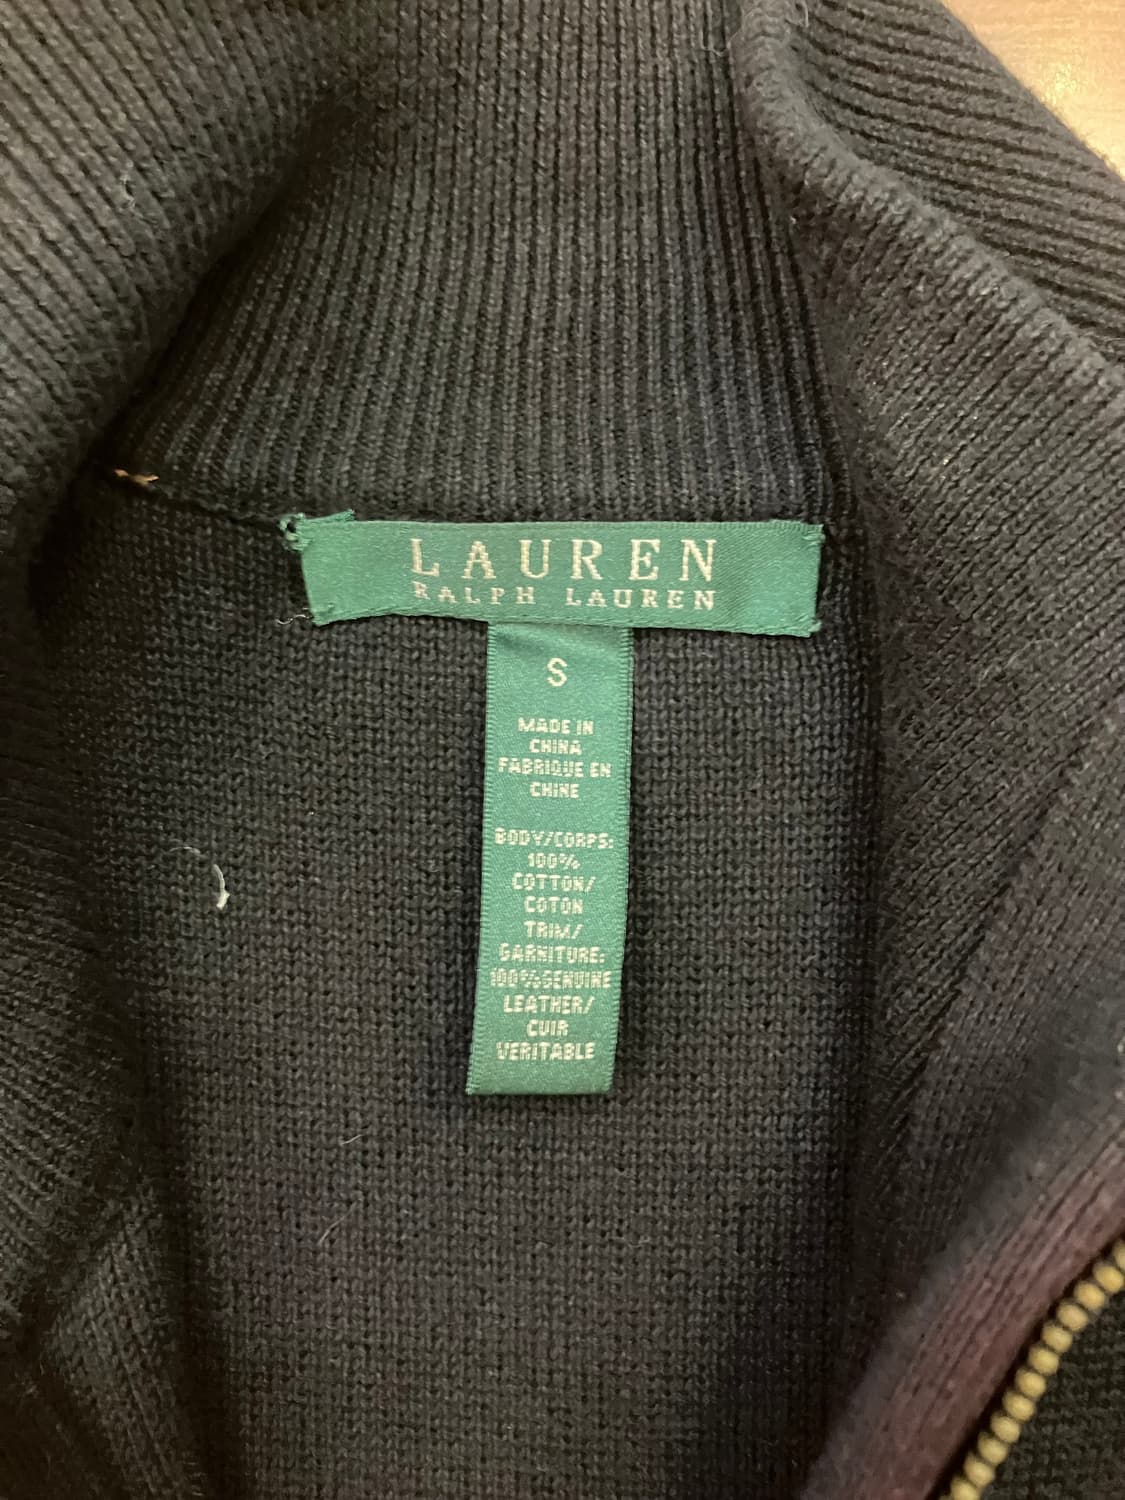 LAUREN
RALPH LAUREN
S
MADE IN
CHINA
FABRIQUE EN
CHINE
BODY/CORPS:
100%
COTTON/
COTON
TRIM/
GARNITURE:
100%GENUINE
LEATHER/
CUIR
VERITABLE